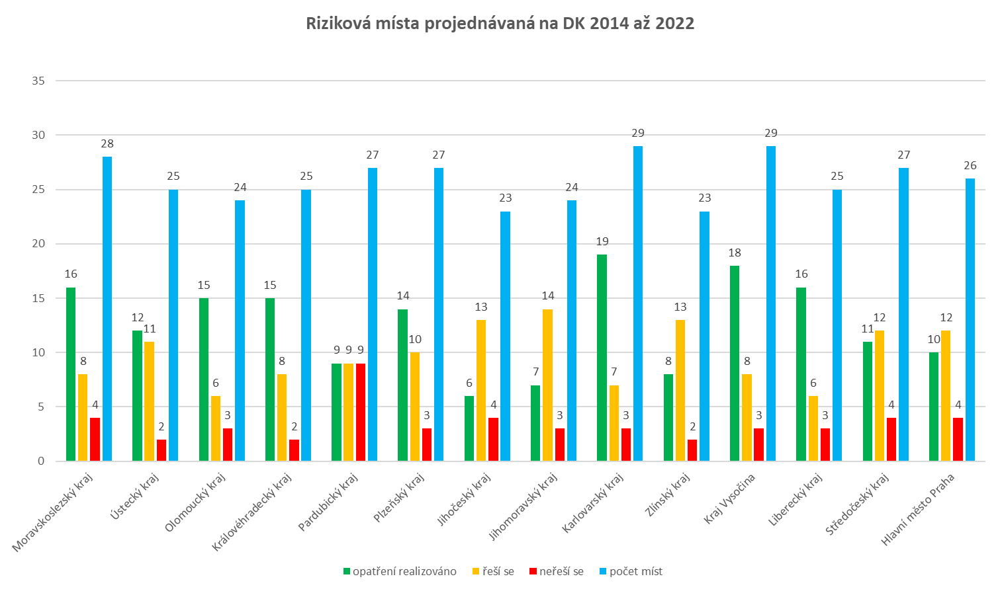 Riziková místa projednávaná na DK 2014 až 2022
35
30
25
20
15
10
5
0
16 8 4 28
12 11 2 25
15 6 3 24
15 8 2 25
9 9 9 27
14 10 3 27
6 13 4 23
7 14 3 24
19 7 3 29
8 13 2 23
18 8 3 29
16 6 3 25
11 12 4 27
10 12 4 26
Moravskoslezský kraj
Ústecký kraj
Olomoucký kraj
Královéhradecký kraj
Pardubický kraj
Plzeňský kraj
Jihočeský kraj
Jihomoravský kraj
Karlovarský kraj
Zlínský kraj
Kraj Vysočina
Liberecký kraj
Středočeský kraj
Hlavní město Praha
opatření realizováno řeší se neřeší se počet míst